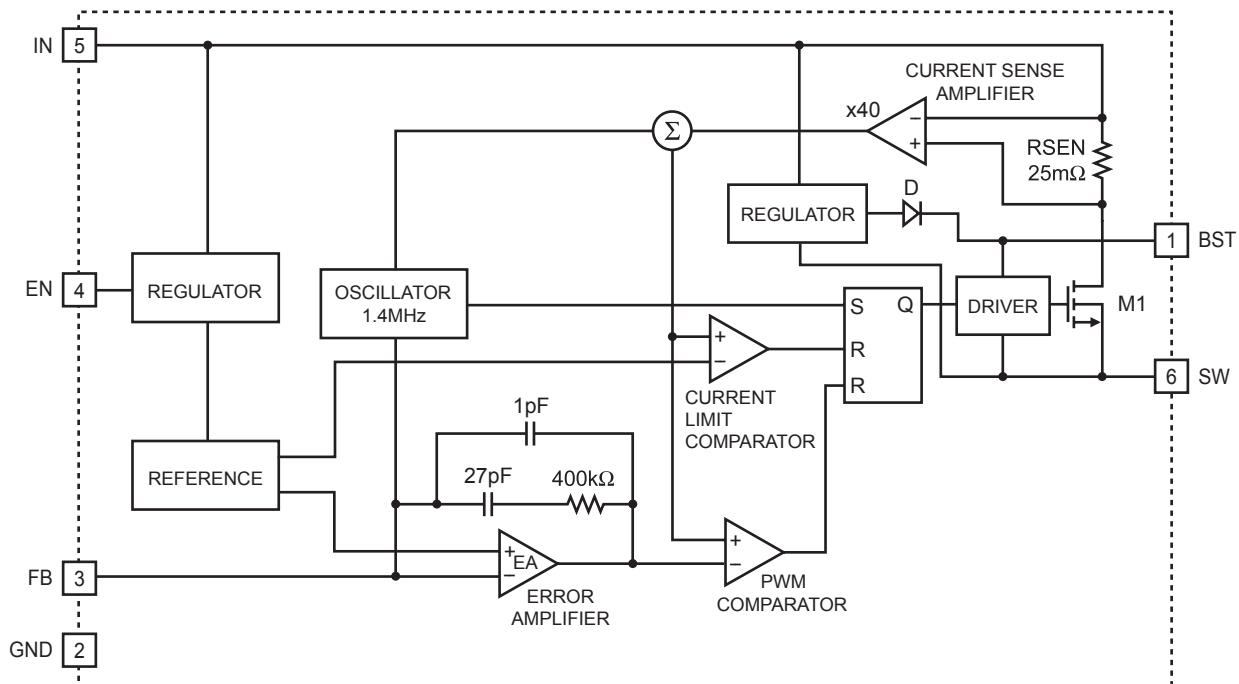 IN 5
CURRENT SENSE
AMPLIFIER
x40
−
+
Σ
RSEN
25mΩ
D
REGULATOR
1 BST
EN 4
REGULATOR
OSCILLATOR
1.4MHz
S
Q
R
R
DRIVER
M1
+
−
6 SW
CURRENT
LIMIT
COMPARATOR
1pF
REFERENCE
27pF
400kΩ
+
−
EA
+
−
FB 3
ERROR
AMPLIFIER
PWM
COMPARATOR
GND 2